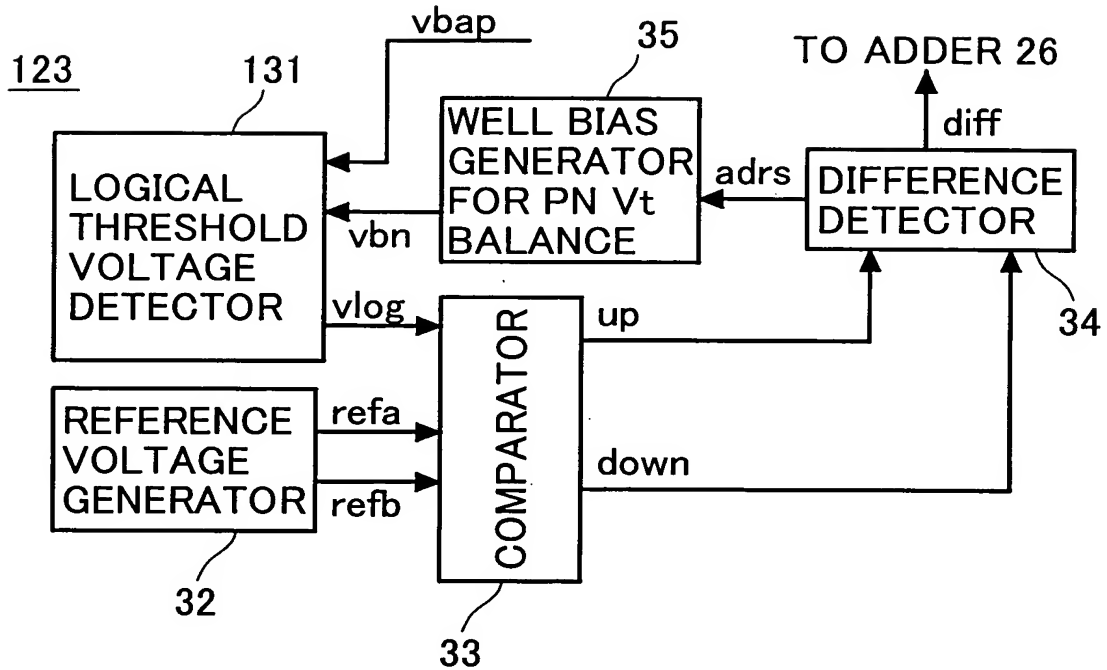 vbap
35
TO ADDER 26
123
131
diff
WELL BIAS
GENERATOR
FOR PN Vt
BALANCE
adrs
DIFFERENCE
DETECTOR
LOGICAL
THRESHOLD
VOLTAGE
DETECTOR
vbn
34
vlog
up
COMPARATOR
REFERENCE
VOLTAGE
GENERATOR
refa
refb
down
32
33